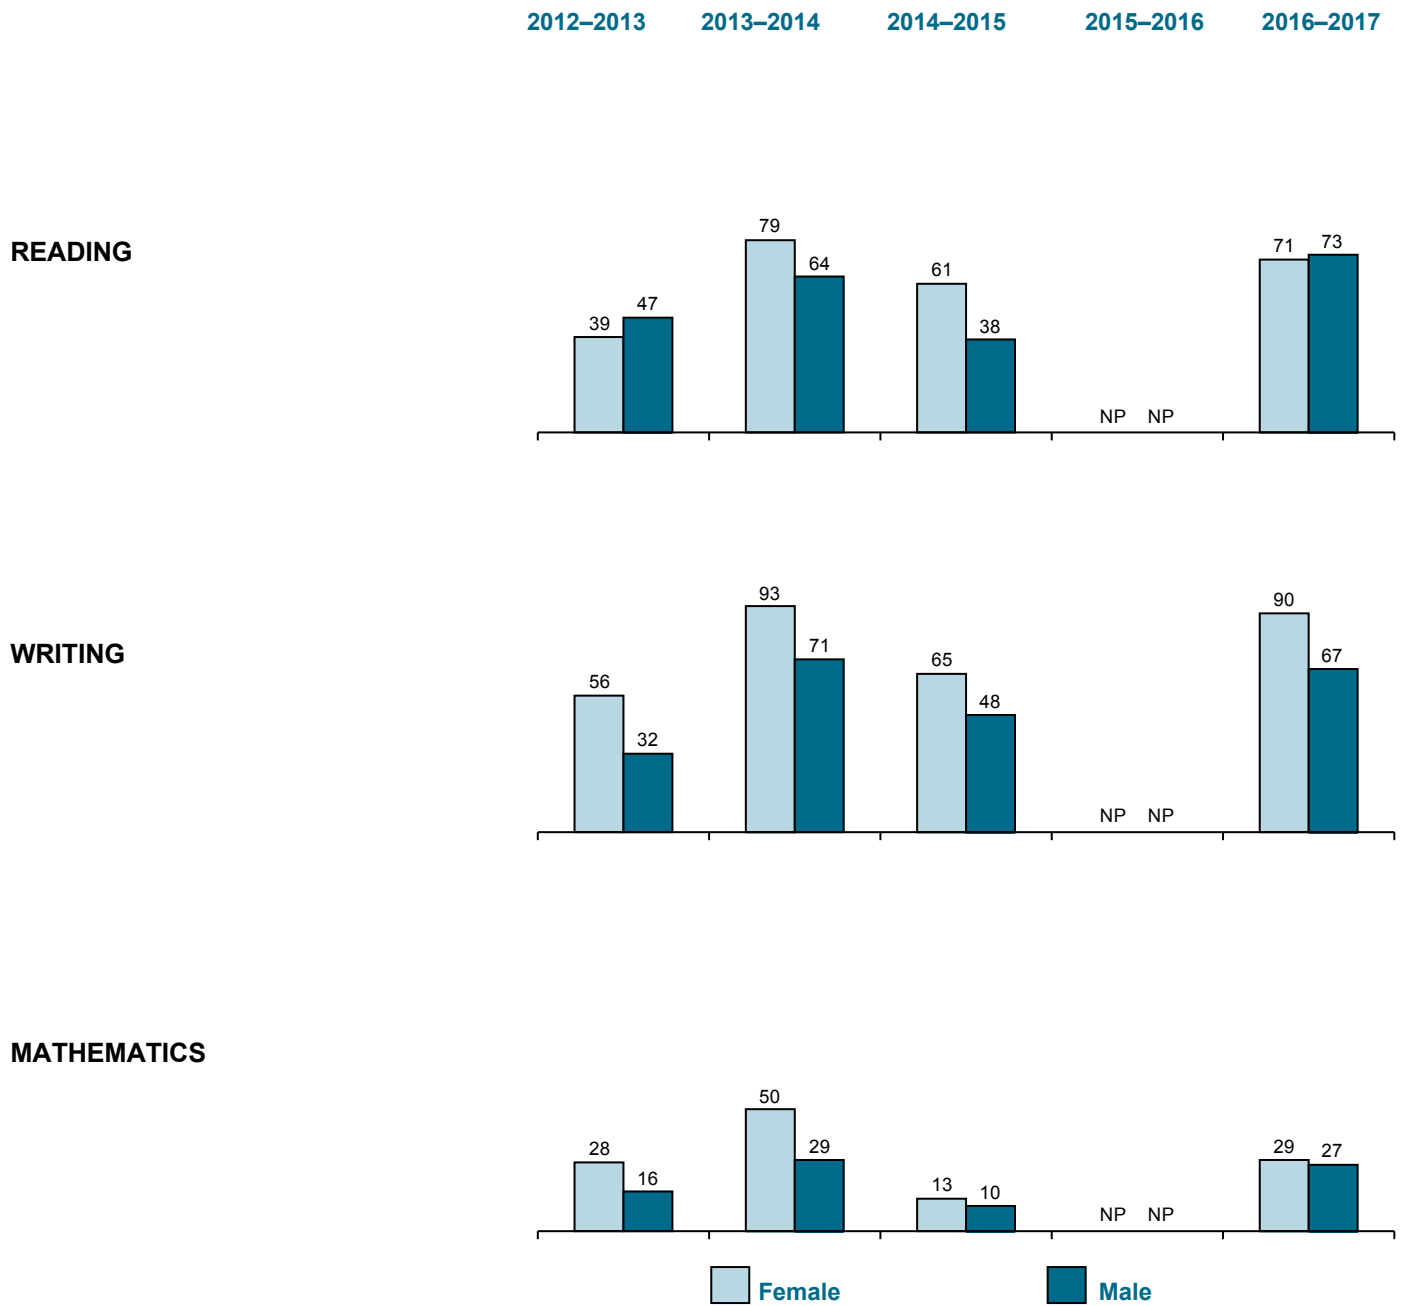 2012–2013 2013–2014 2014–2015 2015–2016 2016–2017
READING
39 47 79 64 61 38 NP NP 71 73
WRITING
56 32 93 71 65 48 NP NP 90 67
MATHEMATICS
28 16 50 29 13 10 NP NP 29 27
Female Male